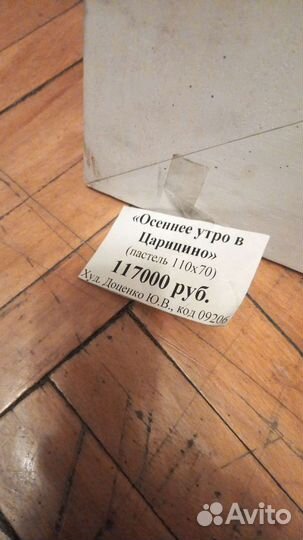 «Осеннее утро в
Царицино»
(пастель 110х70)
117000 руб.
Худ. Доценко Ю.В., код 09206
Avito